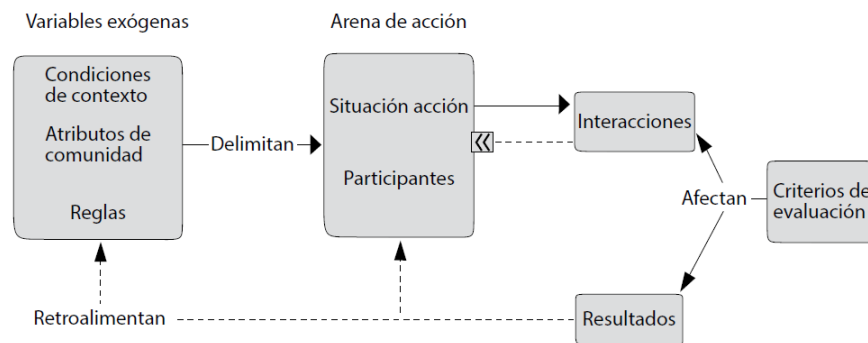 Variables exógenas
Arena de acción
Condiciones
de contexto
Atributos de
comunidad
Reglas
Delimitan
Situación acción
Participantes
Interacciones
Afectan
Criterios de
evaluación
Retroalimentan
Resultados